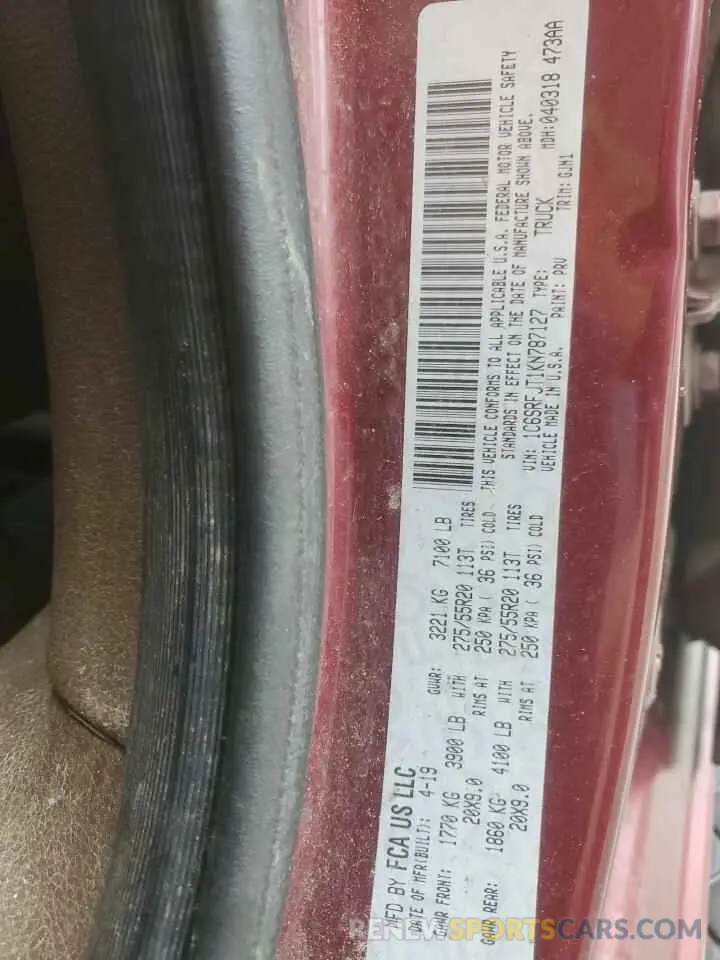 MFD BY FCA US LLC
DATE OF MFR(BUILT): 4-19 GVWR: 3221 KG 7100 LB
GAWR FRONT: 1770 KG 3900 LB WITH 275/55R20 113T TIRES
20X9.0 RIMS AT 250 KPA ( 36 PSI) COLD
GAWR REAR: 1860 KG 4100 LB WITH 275/55R20 113T TIRES
20X9.0 RIMS AT 250 KPA ( 36 PSI) COLD
THIS VEHICLE CONFORMS TO ALL APPLICABLE U.S.A. FEDERAL MOTOR VEHICLE SAFETY
STANDARDS IN EFFECT ON THE DATE OF MANUFACTURE SHOWN ABOVE.
VIN: 1C6SRFJT1KN787127 TYPE: TRUCK MDH:040318 473AA
VEHICLE MADE IN U.S.A. PAINT: PRV TRIM: GJM1
RENEWSPORTSCARS.COM